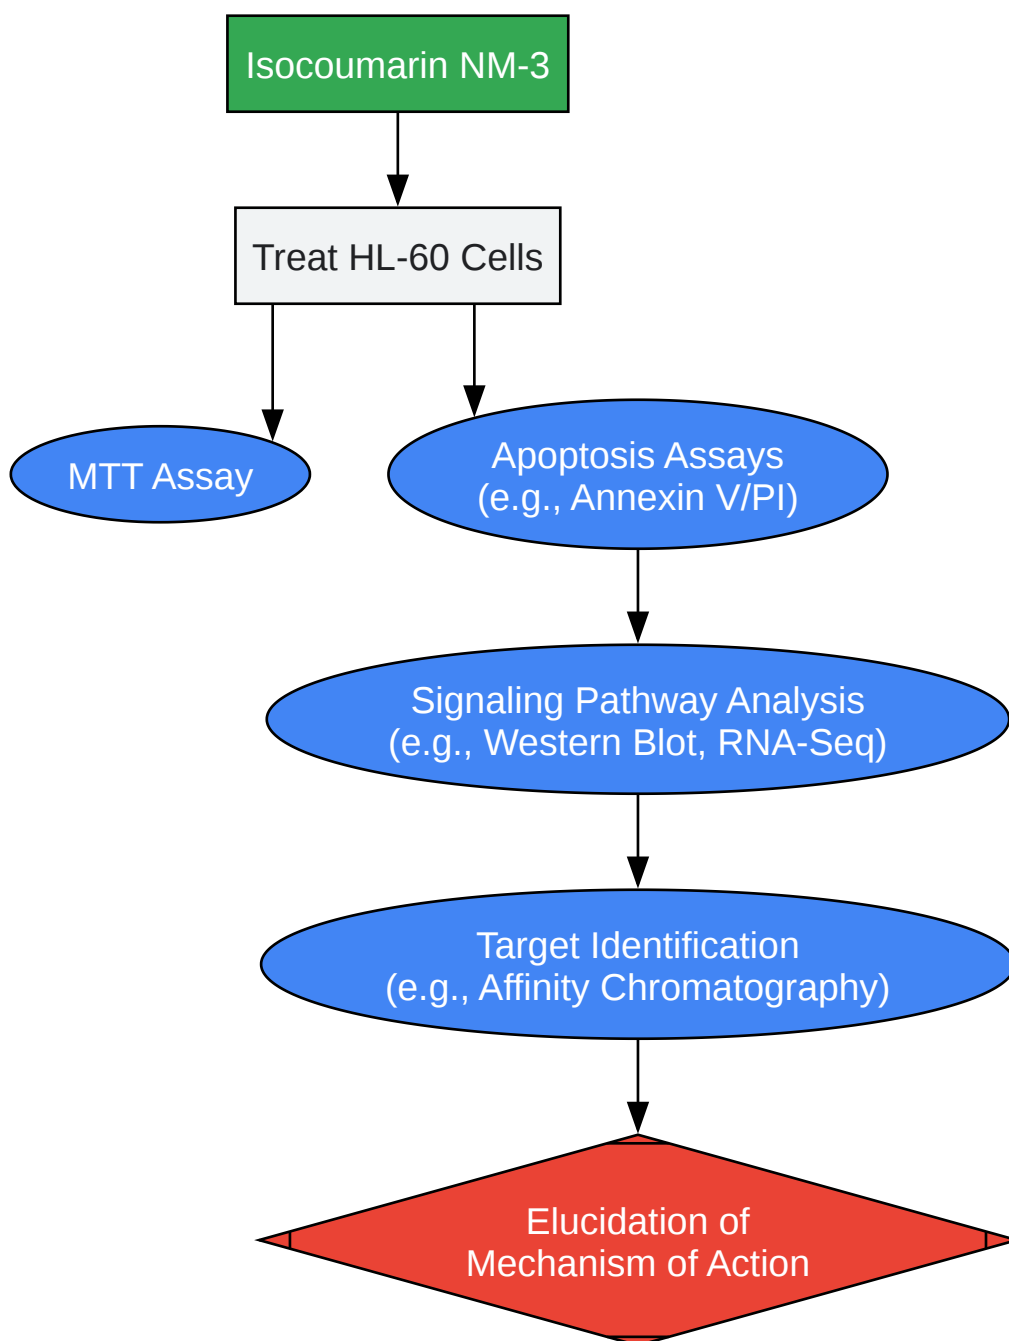 Isocoumarin NM-3
Treat HL-60 Cells
MTT Assay
Apoptosis Assays
(e.g., Annexin V/PI)
Signaling Pathway Analysis
(e.g., Western Blot, RNA-Seq)
Target Identification
(e.g., Affinity Chromatography)
Elucidation of
Mechanism of Action